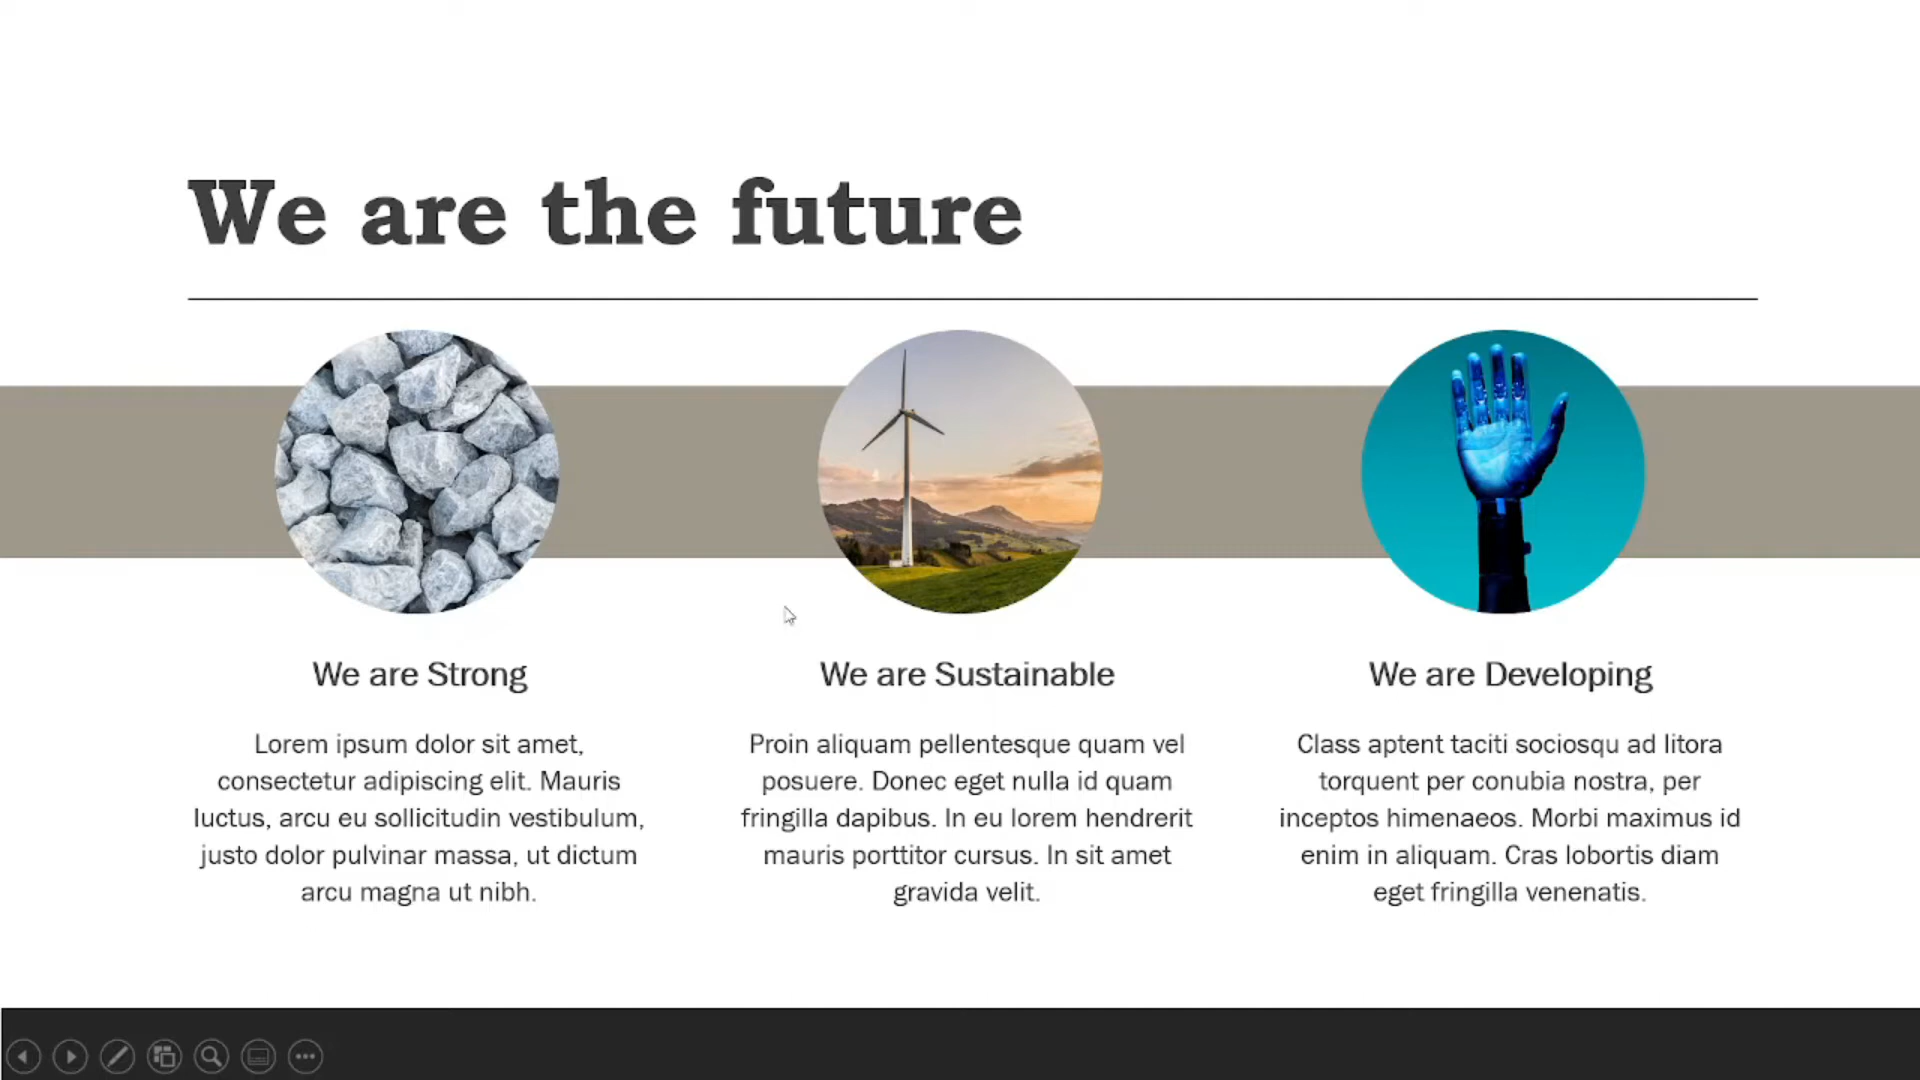 We are the future
We are Strong
Lorem ipsum dolor sit amet,
consectetur adipiscing elit. Mauris
luctus, arcu eu sollicitudin vestibulum,
justo dolor pulvinar massa, ut dictum
arcu magna ut nibh.
We are Sustainable
Proin aliquam pellentesque quam vel
posuere. Donec eget nulla id quam
fringilla dapibus. In eu lorem hendrerit
mauris porttitor cursus. In sit amet
gravida velit.
We are Developing
Class aptent taciti sociosqu ad litora
torquent per conubia nostra, per
inceptos himenaeos. Morbi maximus id
enim in aliquam. Cras lobortis diam
eget fringilla venenatis.